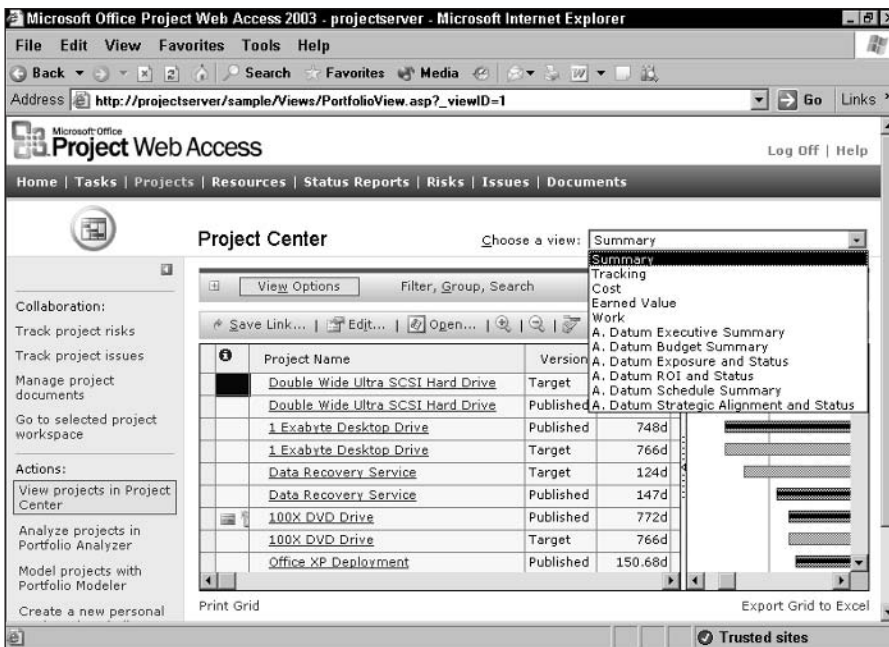 Microsoft Office Project Web Access 2003 - projectserver - Microsoft Internet Explorer
File Edit View Favorites Tools Help
Back Search Favorites Media
Address http://projectserver/sample/Views/PortfolioView.asp?_viewID=1 Go Links
Microsoft Office
Project Web Access
Log Off | Help
Home | Tasks | Projects | Resources | Status Reports | Risks | Issues | Documents
Project Center
Choose a view: Summary
Summary
Tracking
Cost
Earned Value
Work
A. Datum Executive Summary
A. Datum Budget Summary
A. Datum Exposure and Status
A. Datum ROI and Status
A. Datum Schedule Summary
A. Datum Strategic Alignment and Status
Collaboration:
Track project risks
Track project issues
Manage project
documents
Go to selected project
workspace
Actions:
View projects in Project
Center
Analyze projects in
Portfolio Analyzer
Model projects with
Portfolio Modeler
Create a new personal
View Options Filter, Group, Search
Save Link... | Edit... | Open... |
Project Name Version
Double Wide Ultra SCSI Hard Drive Target
Double Wide Ultra SCSI Hard Drive Published
1 Exabyte Desktop Drive Published 748d
1 Exabyte Desktop Drive Target 766d
Data Recovery Service Target 124d
Data Recovery Service Published 147d
100X DVD Drive Published 772d
100X DVD Drive Target 766d
Office XP Deployment Published 150.68d
Print Grid Export Grid to Excel
Trusted sites